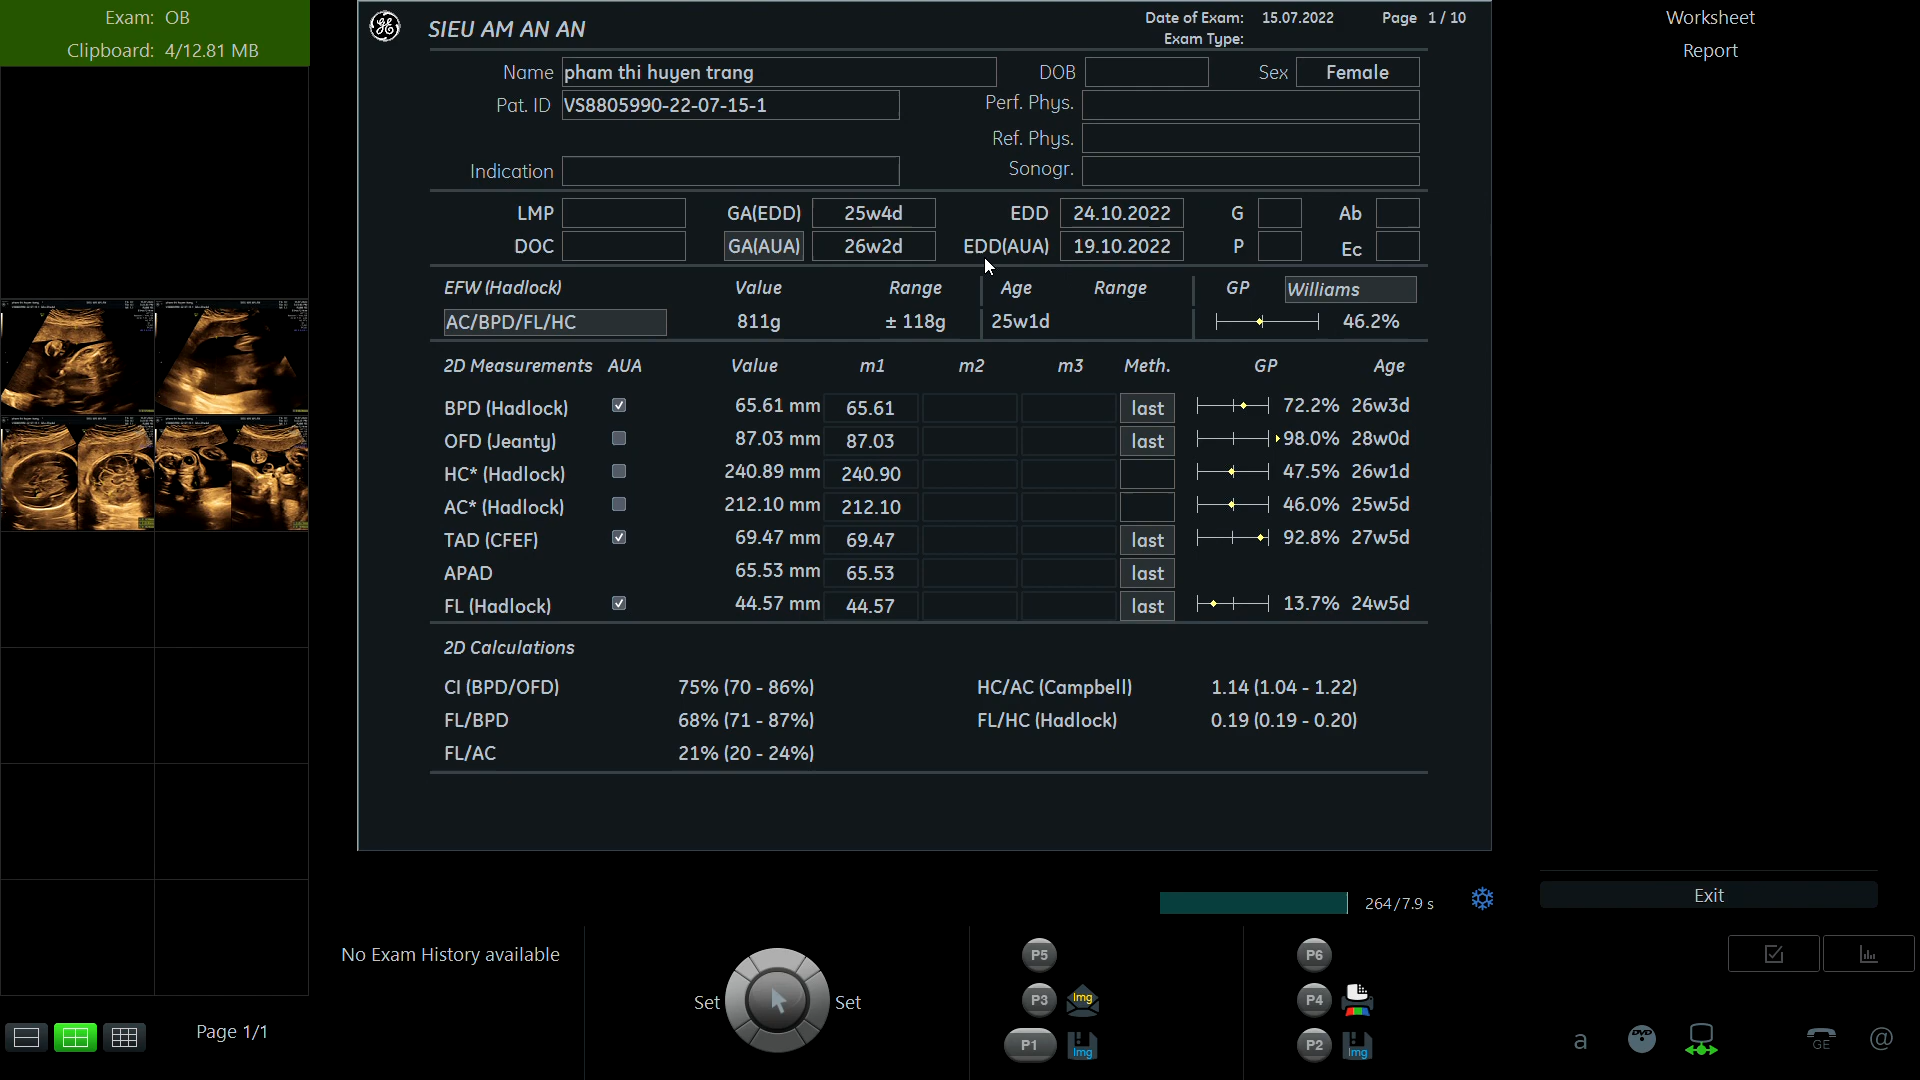 Exam: OB
Clipboard: 4/12.81 MB
SIEU AM AN AN
Date of Exam: 15.07.2022 Page 1 / 10
Exam Type:
Name pham thi huyen trang DOB Sex Female
Pat. ID VS8805990-22-07-15-1 Perf. Phys.
Ref. Phys.
Indication Sonogr.
LMP GA(EDD) 25w4d EDD 24.10.2022 G Ab
DOC GA(AUA) 26w2d EDD(AUA) 19.10.2022 P Ec
EFW (Hadlock) Value Range Age Range GP Williams
AC/BPD/FL/HC 811g ± 118g 25w1d 46.2%
2D Measurements AUA Value m1 m2 m3 Meth. GP Age
BPD (Hadlock) 65.61 mm 65.61 last 72.2% 26w3d
OFD (Jeanty) 87.03 mm 87.03 last 98.0% 28w0d
HC* (Hadlock) 240.89 mm 240.90 47.5% 26w1d
AC* (Hadlock) 212.10 mm 212.10 46.0% 25w5d
TAD (CFEF) 69.47 mm 69.47 last 92.8% 27w5d
APAD 65.53 mm 65.53 last
FL (Hadlock) 44.57 mm 44.57 last 13.7% 24w5d
2D Calculations
CI (BPD/OFD) 75% (70 - 86%) HC/AC (Campbell) 1.14 (1.04 - 1.22)
FL/BPD 68% (71 - 87%) FL/HC (Hadlock) 0.19 (0.19 - 0.20)
FL/AC 21% (20 - 24%)
Worksheet
Report
264/7.9 s
Exit
No Exam History available
Set Set
P5
P3 Img
P1 Img
P6
P4
P2 Img
Page 1/1
a DVD GE @